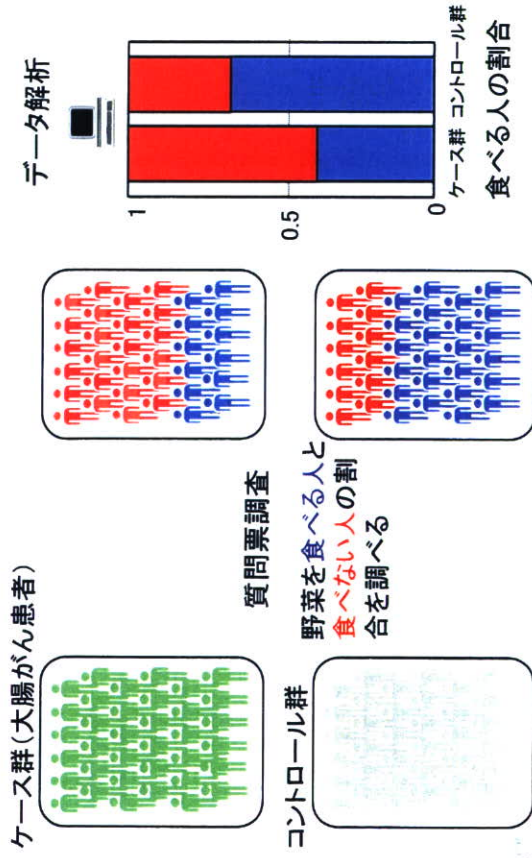 ケース群(大腸がん患者)
コントロール群
質問票調査
野菜を食べる人と
食べない人の割
合を調べる
データ解析
1
0.5
0
ケース群 コントロール群
食べる人の割合